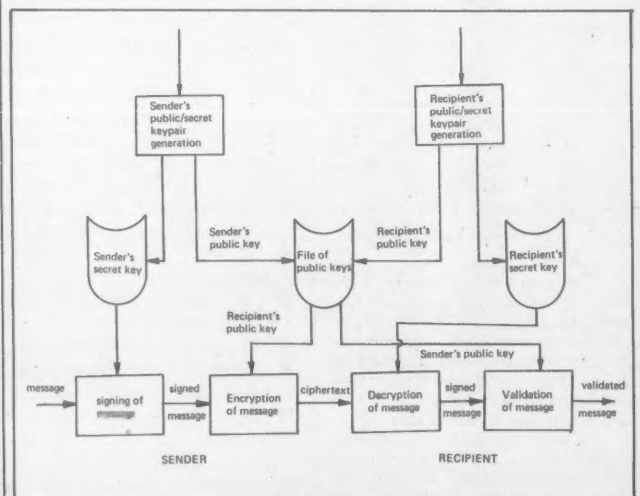 Sender's
public/secret
keypair
generation
Recipient's
public/secret
keypair
generation
Sender's
public key
Recipient's
public key
Sender's
secret key
File of
public keys
Recipient's
secret key
Recipient's
public key
Sender's public key
message
signing of
signed
message
Encryption
of message
ciphertext
Decryption
of message
signed
message
Validation
of message
validated
message
SENDER
RECIPIENT